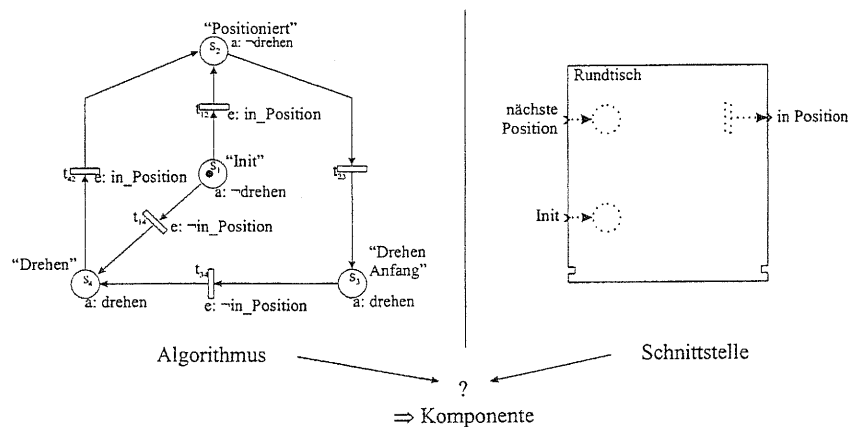 "Positioniert"
s₂
a: ¬drehen
t₁₂
e: in_Position
s₁
"Init"
a: ¬drehen
t₄₂
e: in_Position
t₂₃
t₁₄
e: ¬in_Position
"Drehen"
s₄
a: drehen
t₃₄
e: ¬in_Position
"Drehen
Anfang"
s₃
a: drehen
Algorithmus
Rundtisch
nächste
Position
in Position
Init
Schnittstelle
?
⇒ Komponente